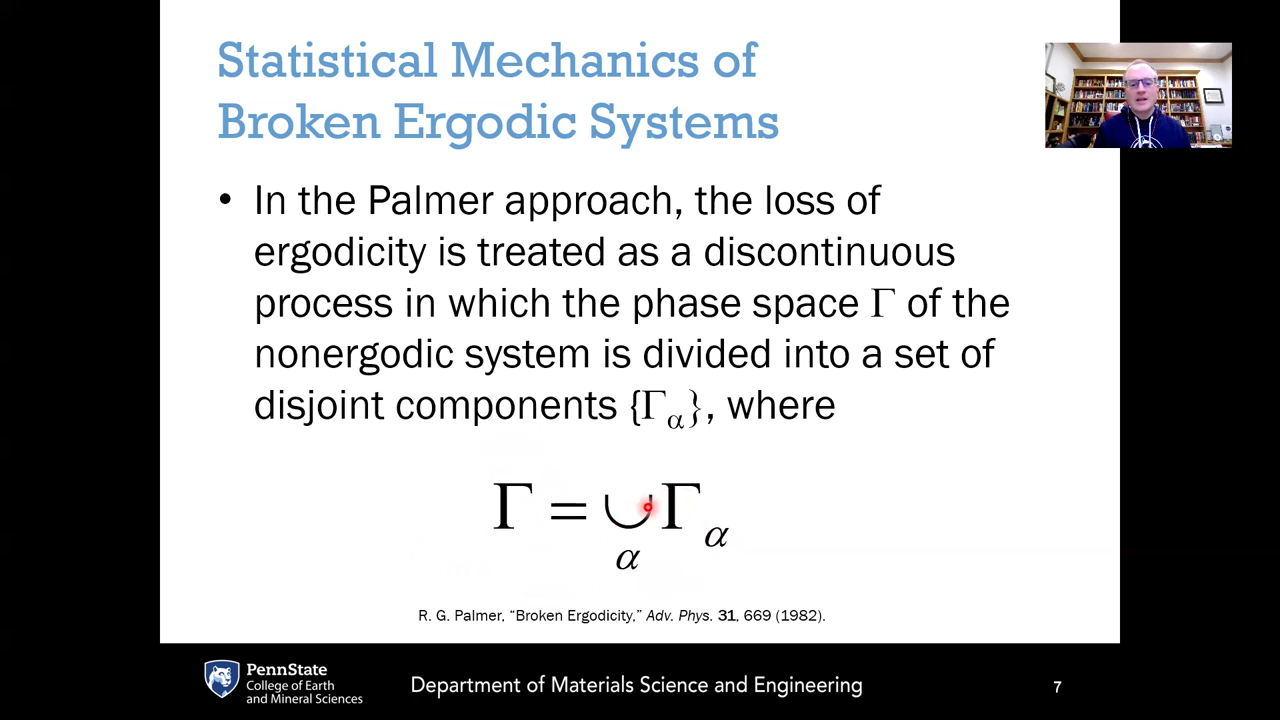 Statistical Mechanics of
Broken Ergodic Systems
• In the Palmer approach, the loss of
ergodicity is treated as a discontinuous
process in which the phase space Γ of the
nonergodic system is divided into a set of
disjoint components {Γα}, where
Γ = ∪ Γα
α
R. G. Palmer, “Broken Ergodicity,” Adv. Phys. 31, 669 (1982).
PennState
College of Earth
and Mineral Sciences
Department of Materials Science and Engineering
7